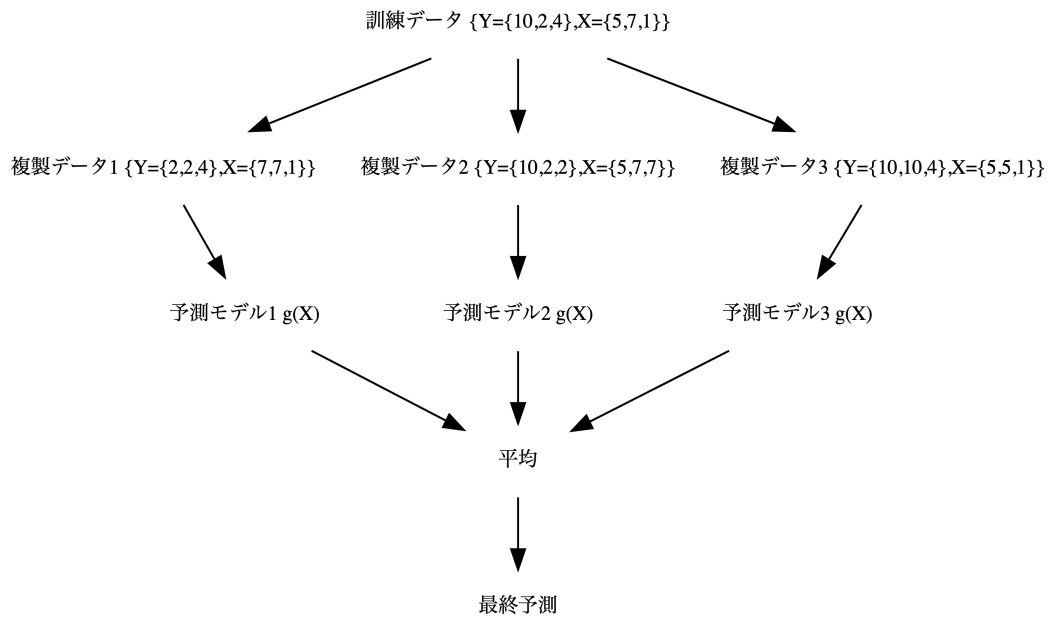 訓練データ {Y={10,2,4},X={5,7,1}}
複製データ1 {Y={2,2,4},X={7,7,1}}
複製データ2 {Y={10,2,2},X={5,7,7}}
複製データ3 {Y={10,10,4},X={5,5,1}}
予測モデル1 g(X)
予測モデル2 g(X)
予測モデル3 g(X)
平均
最終予測